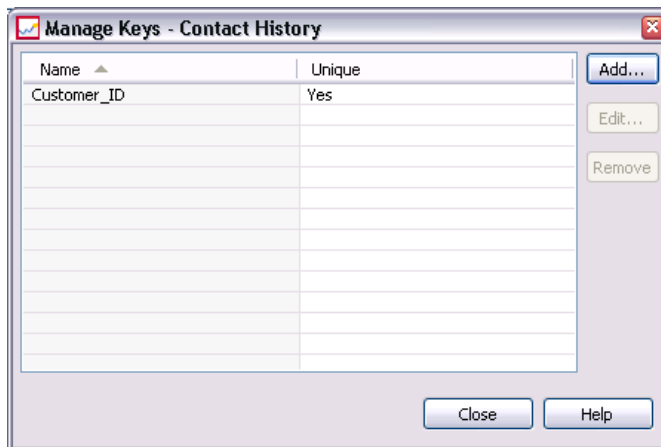 Manage Keys - Contact History
Name Unique
Customer_ID Yes
Add...
Edit...
Remove
Close Help